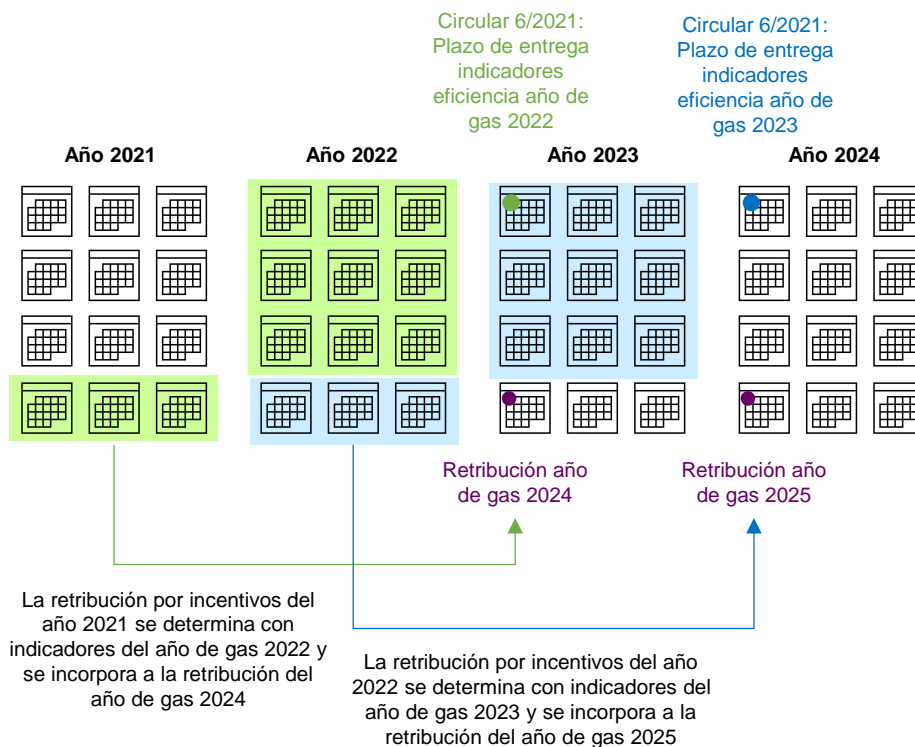 Circular 6/2021:
Plazo de entrega
indicadores
eficiencia año de
gas 2022
Circular 6/2021:
Plazo de entrega
indicadores
eficiencia año de
gas 2023
Año 2021
Año 2022
Año 2023
Año 2024
Retribución año
de gas 2024
Retribución año
de gas 2025
La retribución por incentivos del
año 2021 se determina con
indicadores del año de gas 2022 y
se incorpora a la retribución del
año de gas 2024
La retribución por incentivos del año
2022 se determina con indicadores del
año de gas 2023 y se incorpora a la
retribución del año de gas 2025